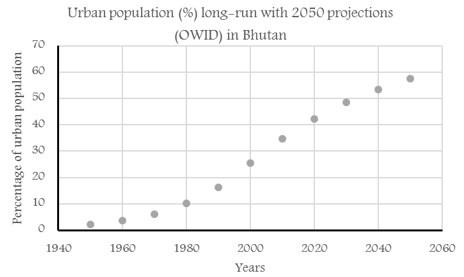 Urban population (%) long-run with 2050 projections
(OWID) in Bhutan
Percentage of urban population
70
60
50
40
30
20
10
0
1940 1960 1980 2000 2020 2040 2060
Years